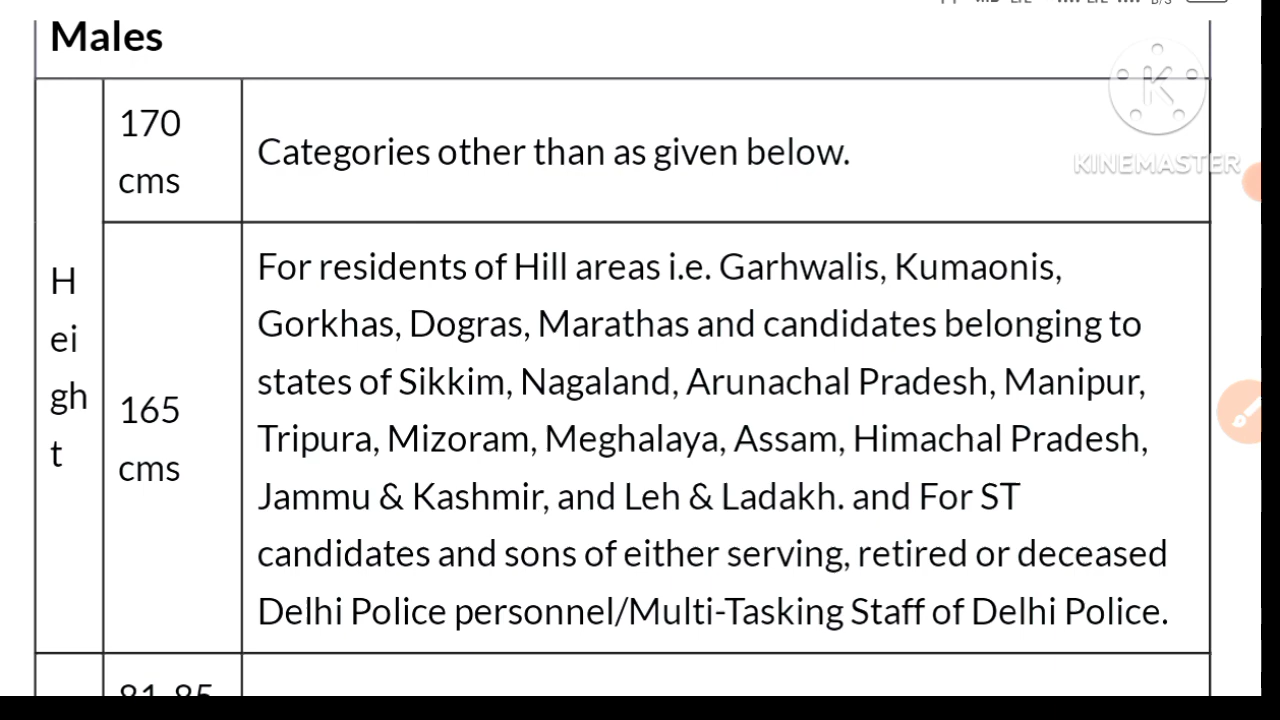 Males
170
cms
Categories other than as given below.
H
ei
gh
t
165
cms
For residents of Hill areas i.e. Garhwalis, Kumaonis,
Gorkhas, Dogras, Marathas and candidates belonging to
states of Sikkim, Nagaland, Arunachal Pradesh, Manipur,
Tripura, Mizoram, Meghalaya, Assam, Himachal Pradesh,
Jammu & Kashmir, and Leh & Ladakh. and For ST
candidates and sons of either serving, retired or deceased
Delhi Police personnel/Multi-Tasking Staff of Delhi Police.
81-85
K
KINEMASTER